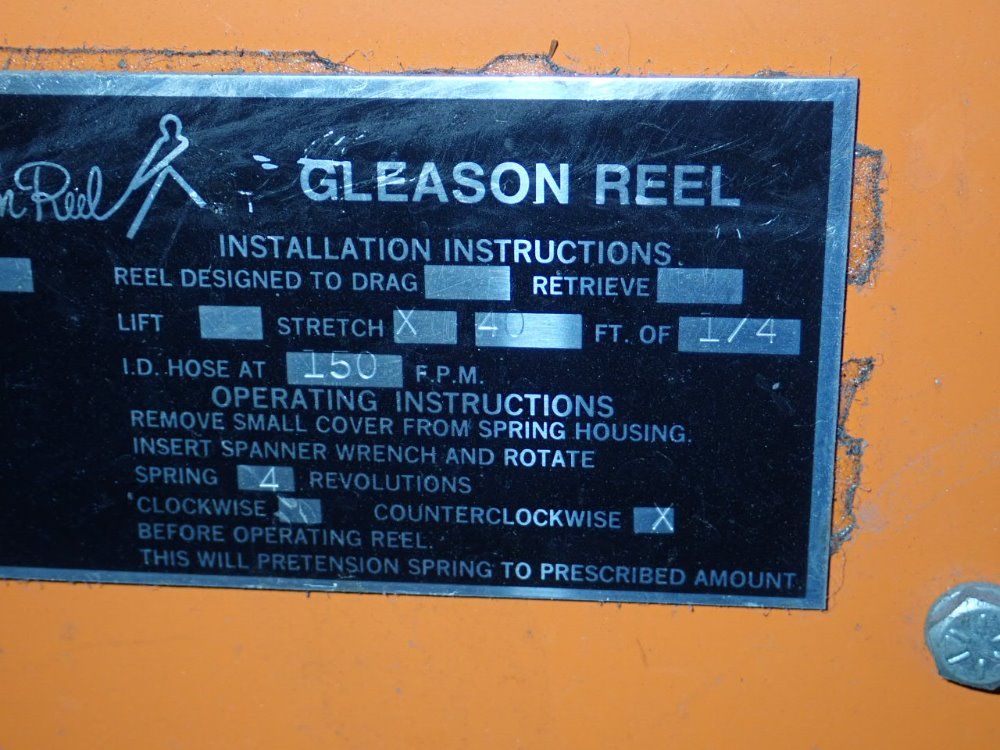 Reel
GLEASON REEL
INSTALLATION INSTRUCTIONS
REEL DESIGNED TO DRAG RETRIEVE
LIFT STRETCH X 40 FT. OF 1/4
I.D. HOSE AT 150 F.P.M.
OPERATING INSTRUCTIONS
REMOVE SMALL COVER FROM SPRING HOUSING.
INSERT SPANNER WRENCH AND ROTATE
SPRING 4 REVOLUTIONS
CLOCKWISE COUNTERCLOCKWISE X
BEFORE OPERATING REEL.
THIS WILL PRETENSION SPRING TO PRESCRIBED AMOUNT.